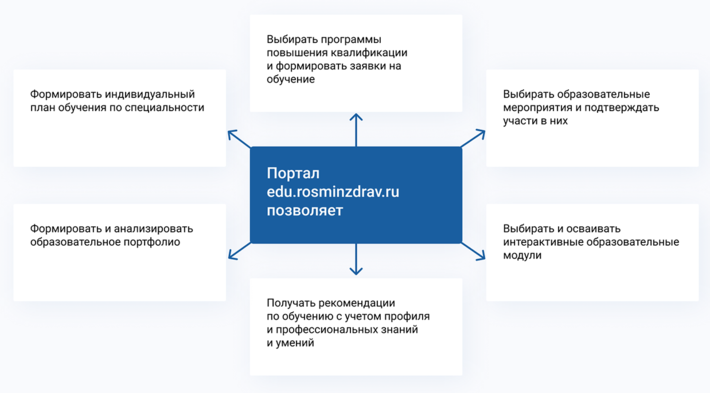 Выбирать программы
повышения квалификации
и формировать заявки на
обучение
Формировать индивидуальный
план обучения по специальности
Выбирать образовательные
мероприятия и подтверждать
участи в них
Портал
edu.rosminzdrav.ru
позволяет
Формировать и анализировать
образовательное портфолио
Выбирать и осваивать
интерактивные образовательные
модули
Получать рекомендации
по обучению с учетом профиля
и профессиональных знаний
и умений